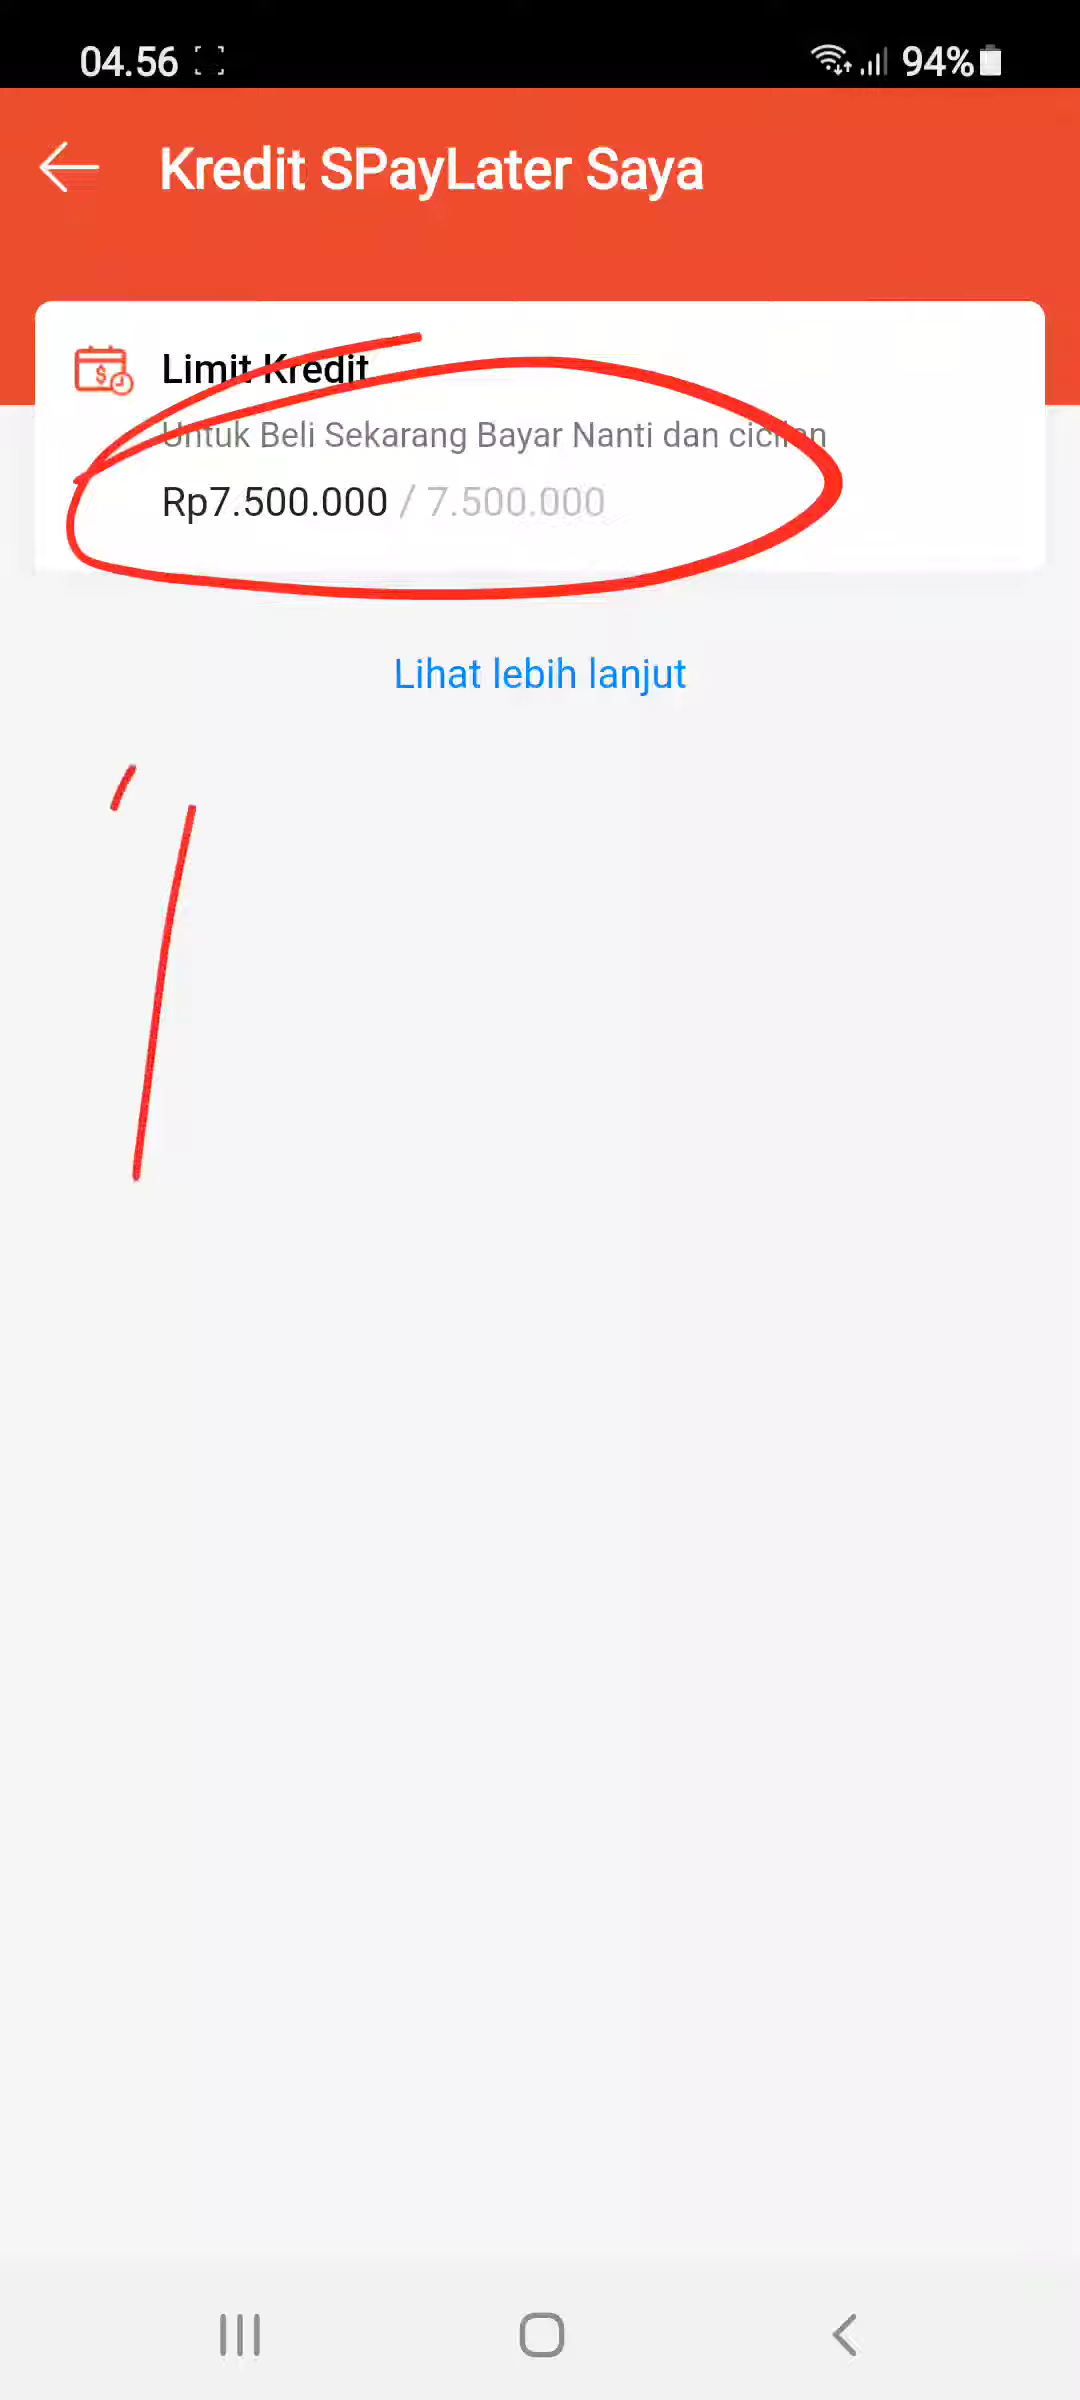 04.56
94%
Kredit SPayLater Saya
Limit Kredit
Untuk Beli Sekarang Bayar Nanti dan cicilan
Rp7.500.000 / 7.500.000
Lihat lebih lanjut